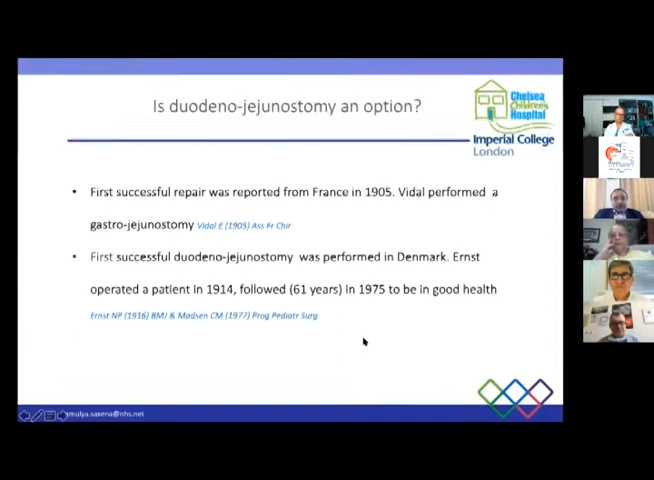 Is duodeno-jejunostomy an option?
Chelsea
Children's
Hospital
Imperial College
London
• First successful repair was reported from France in 1905. Vidal performed a
gastro-jejunostomy Vidal E (1905) Ass Fr Chir
• First successful duodeno-jejunostomy was performed in Denmark. Ernst
operated a patient in 1914, followed (61 years) in 1975 to be in good health
Ernst NP (1916) BMJ & Madsen CM (1977) Prog Pediatr Surg
amulya.saxena@nhs.net